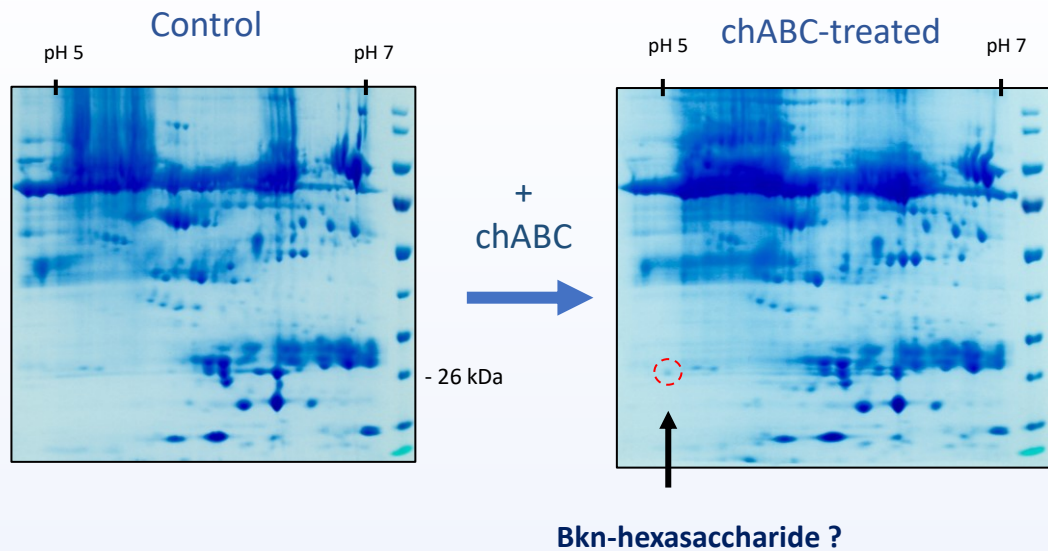 Control
chABC-treated
pH 5
pH 7
pH 5
pH 7
+
chABC
- 26 kDa
Bkn-hexasaccharide ?